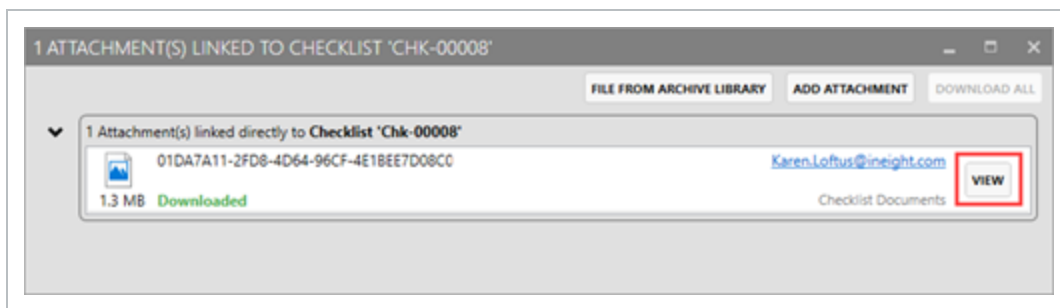 1 ATTACHMENT(S) LINKED TO CHECKLIST 'CHK-00008'
FILE FROM ARCHIVE LIBRARY ADD ATTACHMENT DOWNLOAD ALL
1 Attachment(s) linked directly to Checklist 'Chk-00008'
01DA7A11-2FD8-4D64-96CF-4E1BEE7D08C0 Karen.Loftus@ineight.com
VIEW
1.3 MB Downloaded Checklist Documents